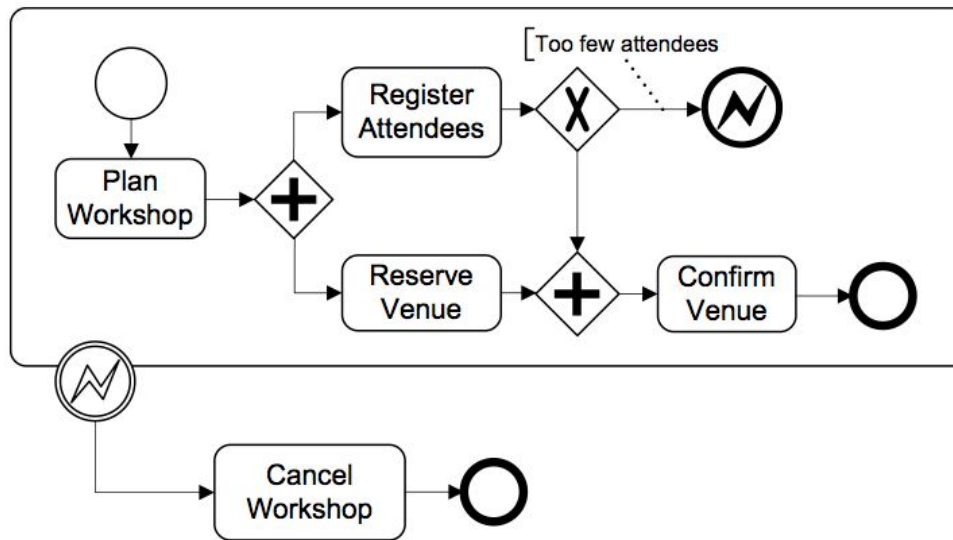 Too few attendees
Register
Attendees
Plan
Workshop
Reserve
Venue
Confirm
Venue
Cancel
Workshop